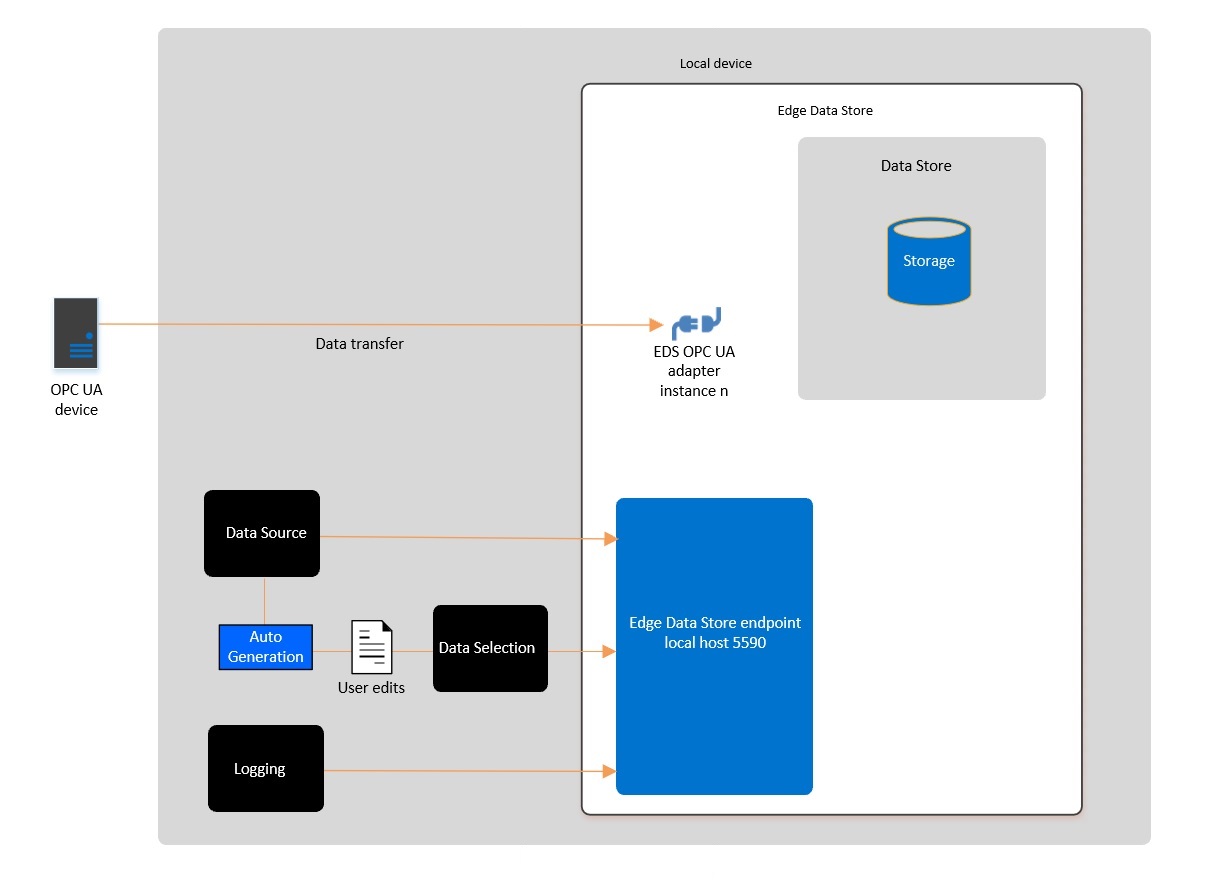 Local device
Edge Data Store
Data Store
Storage
Data transfer
EDS OPC UA
adapter
instance n
OPC UA
device
Data Source
Edge Data Store endpoint
local host 5590
Auto
Generation
Data Selection
User edits
Logging